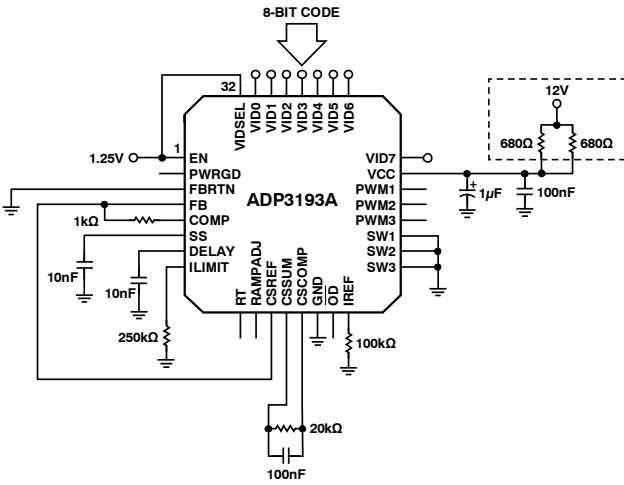 8-BIT CODE
32
VIDSEL
VID0
VID1
VID2
VID3
VID4
VID5
VID6
12V
680Ω
680Ω
1.25V
1
EN
PWRGD
FBRTN
FB
COMP
SS
DELAY
ILIMIT
ADP3193A
VID7
VCC
PWM1
PWM2
PWM3
SW1
SW2
SW3
1µF
+
100nF
1kΩ
10nF
10nF
250kΩ
RT
RAMPADJ
CSREF
CSSUM
CSCOMP
GND
OD
IREF
100kΩ
20kΩ
100nF